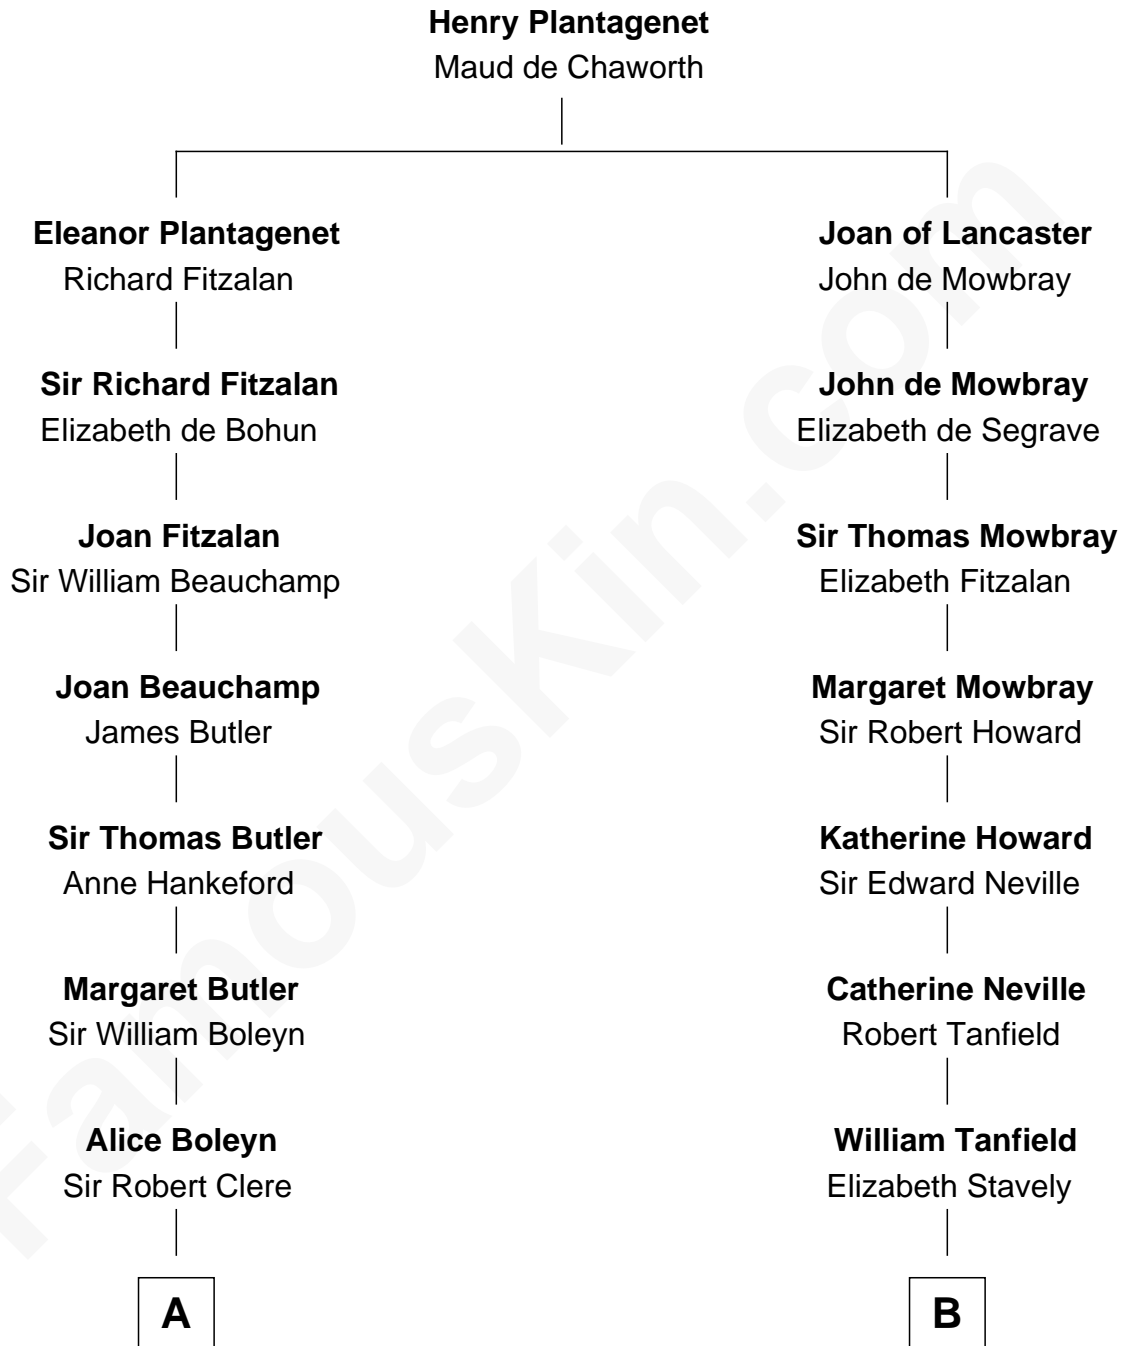 Henry Plantagenet
Maud de Chaworth
Eleanor Plantagenet
Richard Fitzalan
Joan of Lancaster
John de Mowbray
Sir Richard Fitzalan
Elizabeth de Bohun
John de Mowbray
Elizabeth de Segrave
Joan Fitzalan
Sir William Beauchamp
Sir Thomas Mowbray
Elizabeth Fitzalan
Joan Beauchamp
James Butler
Margaret Mowbray
Sir Robert Howard
Sir Thomas Butler
Anne Hankeford
Katherine Howard
Sir Edward Neville
Margaret Butler
Sir William Boleyn
Catherine Neville
Robert Tanfield
Alice Boleyn
Sir Robert Clere
William Tanfield
Elizabeth Stavely
A
B
FamousKin.com